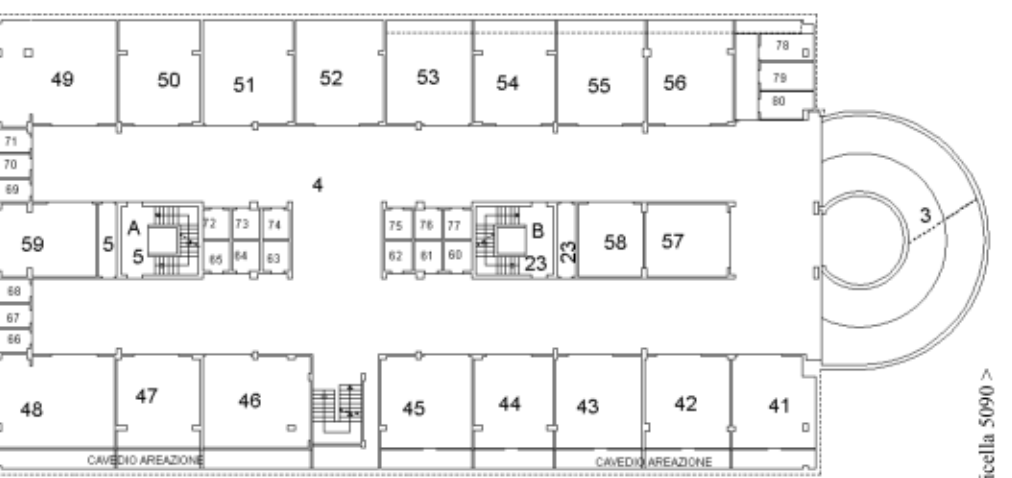 49 50 51 52 53 54 55 56 78
79
80
71
70
69
4
3
59 5 A 5 72 73 74 75 76 77 B 23 23 58 57
65 64 63 62 61 60
68
67
66
48 47 46 45 44 43 42 41
CAVEDIO AREAZIONE CAVEDIO AREAZIONE
icella 5090 >